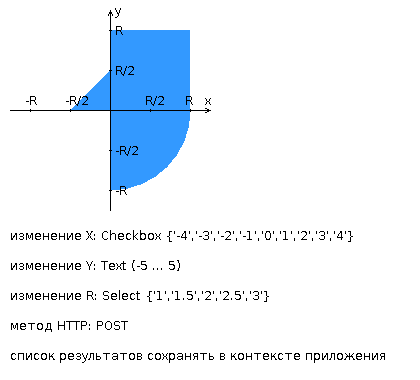 y
R
R/2
-R -R/2 R/2 R x
-R/2
-R
изменение X: Checkbox {'-4','-3','-2','-1','0','1','2','3','4'}
изменение Y: Text (-5 ... 5)
изменение R: Select {'1','1.5','2','2.5','3'}
метод HTTP: POST
список результатов сохранять в контексте приложения